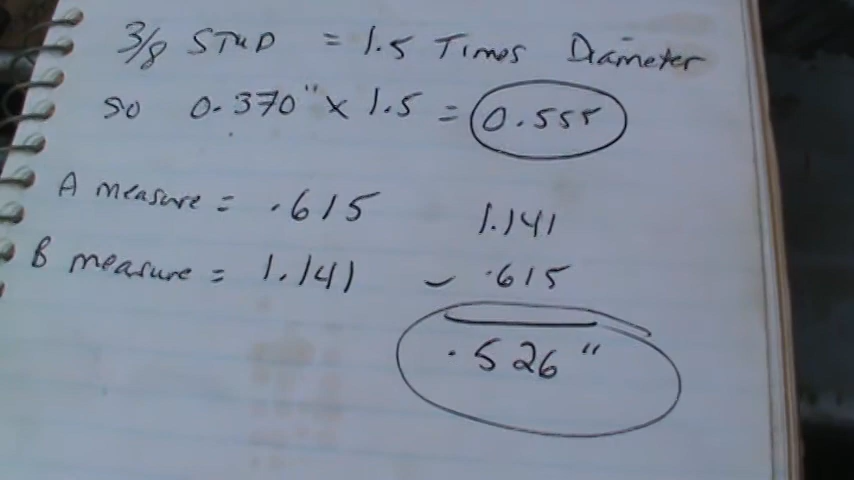 3/8 STUD = 1.5 Times Diameter
so 0.370" x 1.5 = 0.555
A measure = .615
B measure = 1.141
1.141
- .615
.526"